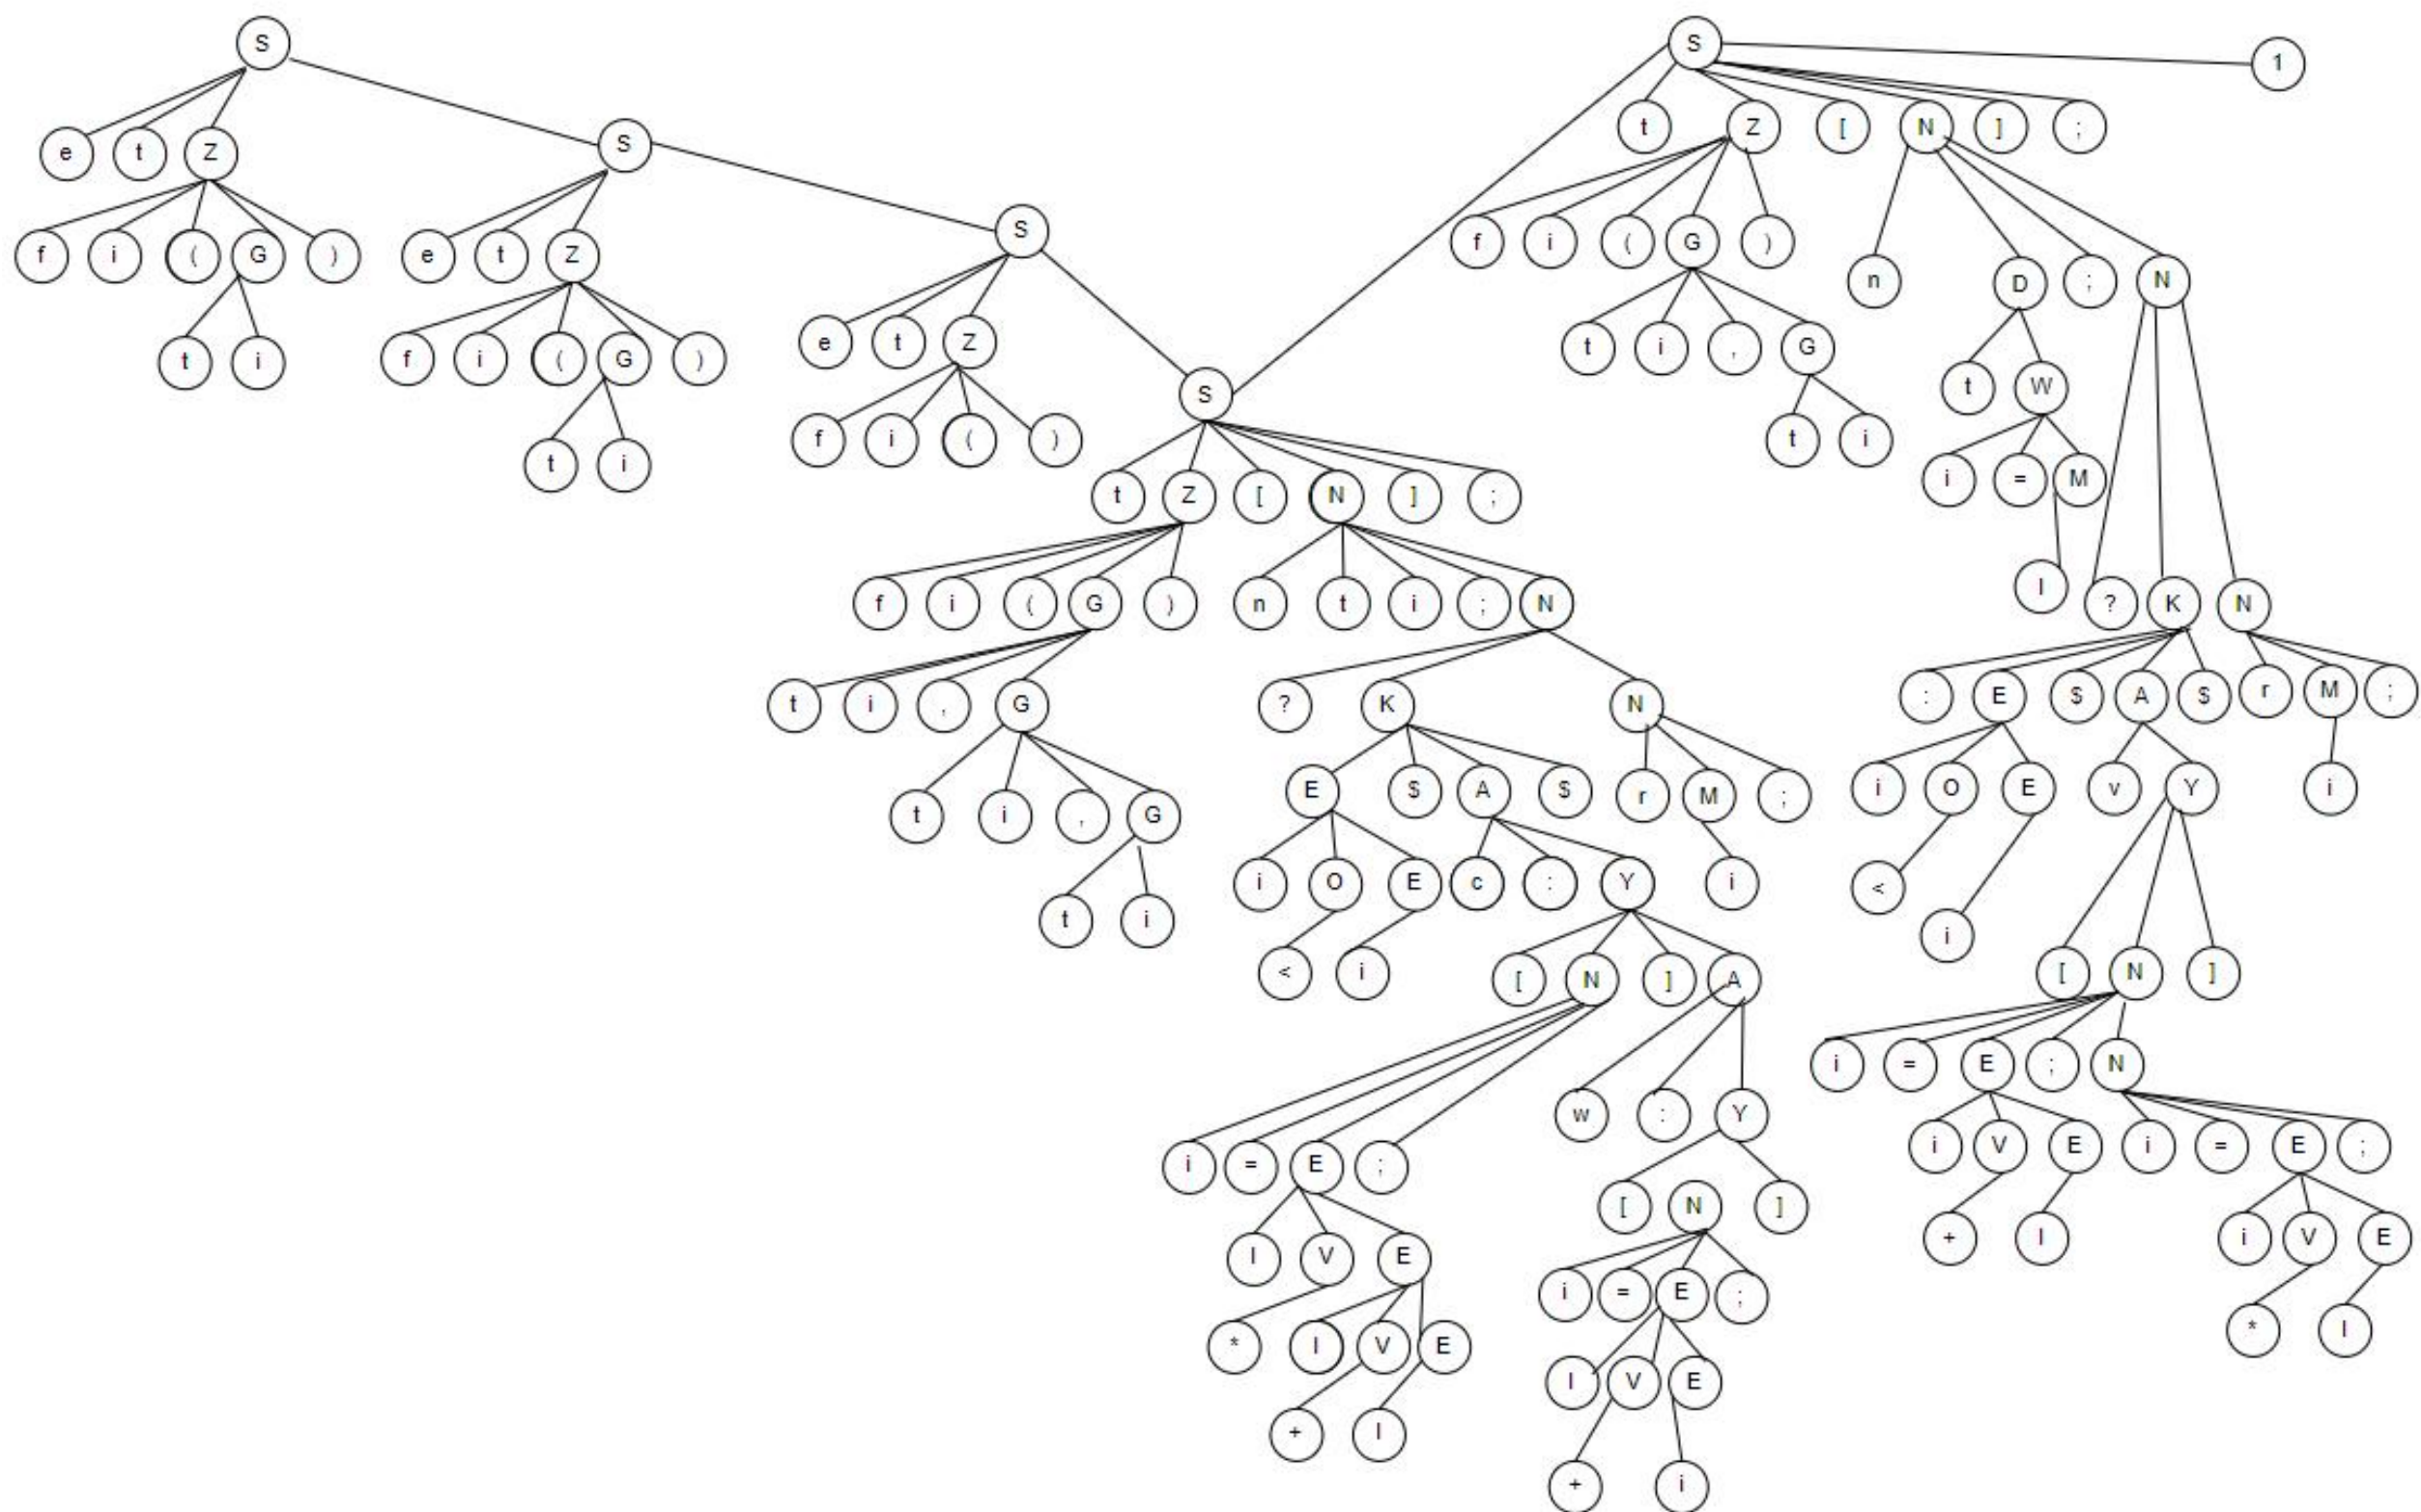 S S
1
t Z [ N ] ;
e t Z S
f i ( G ) S f i ( G ) n D ; N
e t Z
f i ( G ) e t Z t i , G t W
t i f i ( ) S t i i = M
t i t Z [ N ] ;
I
f i ( G ) n t i ; N ? K N
t i , G ? K N : E $ A $ r M ;
t i , G E $ A $ r M ; i O E v Y i
t i i O E c : Y i < i
< i [ N ] A [ N ]
w : Y i = E ; N
i = E ; [ N ] i V E i = E ;
I V E i = E ; + I i V E
* I V E I V E * I
+ I + i